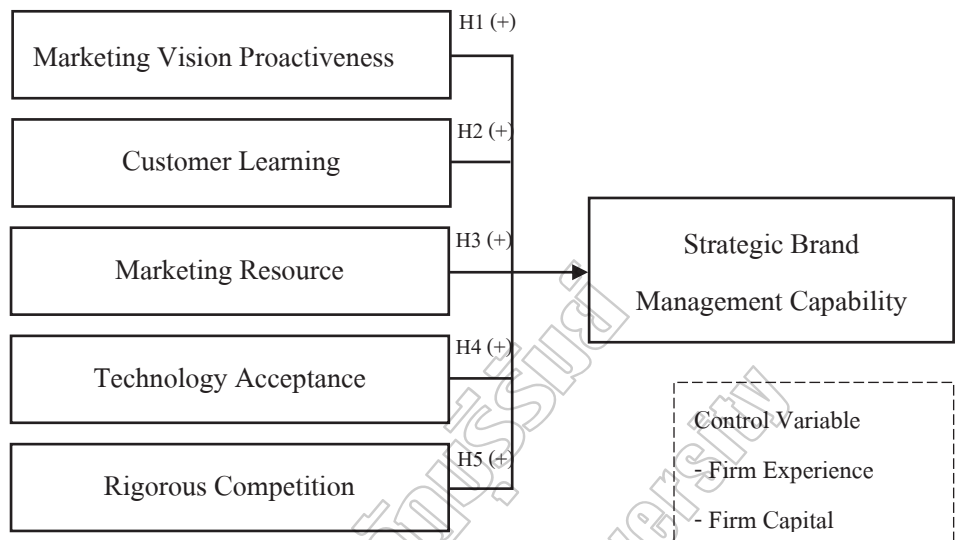 H1 (+)
Marketing Vision Proactiveness
H2 (+)
Customer Learning
H3 (+)
Marketing Resource
Strategic Brand
Management Capability
H4 (+)
Technology Acceptance
Control Variable
H5 (+)
Rigorous Competition
- Firm Experience
- Firm Capital